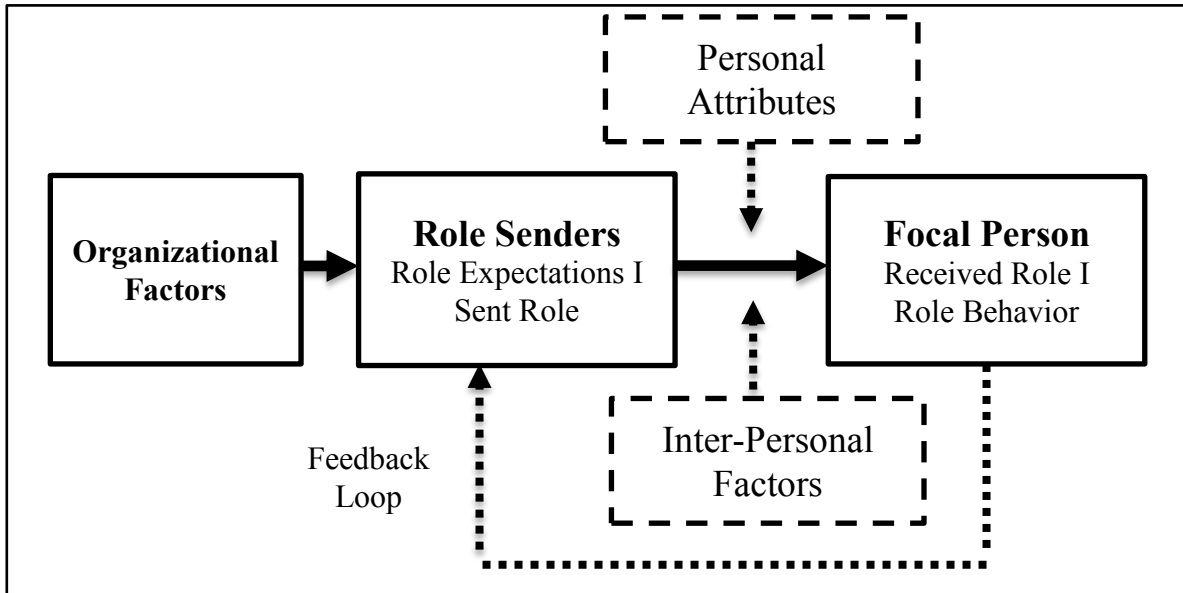 Personal
Attributes
Organizational
Factors
Role Senders
Role Expectations I
Sent Role
Focal Person
Received Role I
Role Behavior
Inter-Personal
Factors
Feedback
Loop